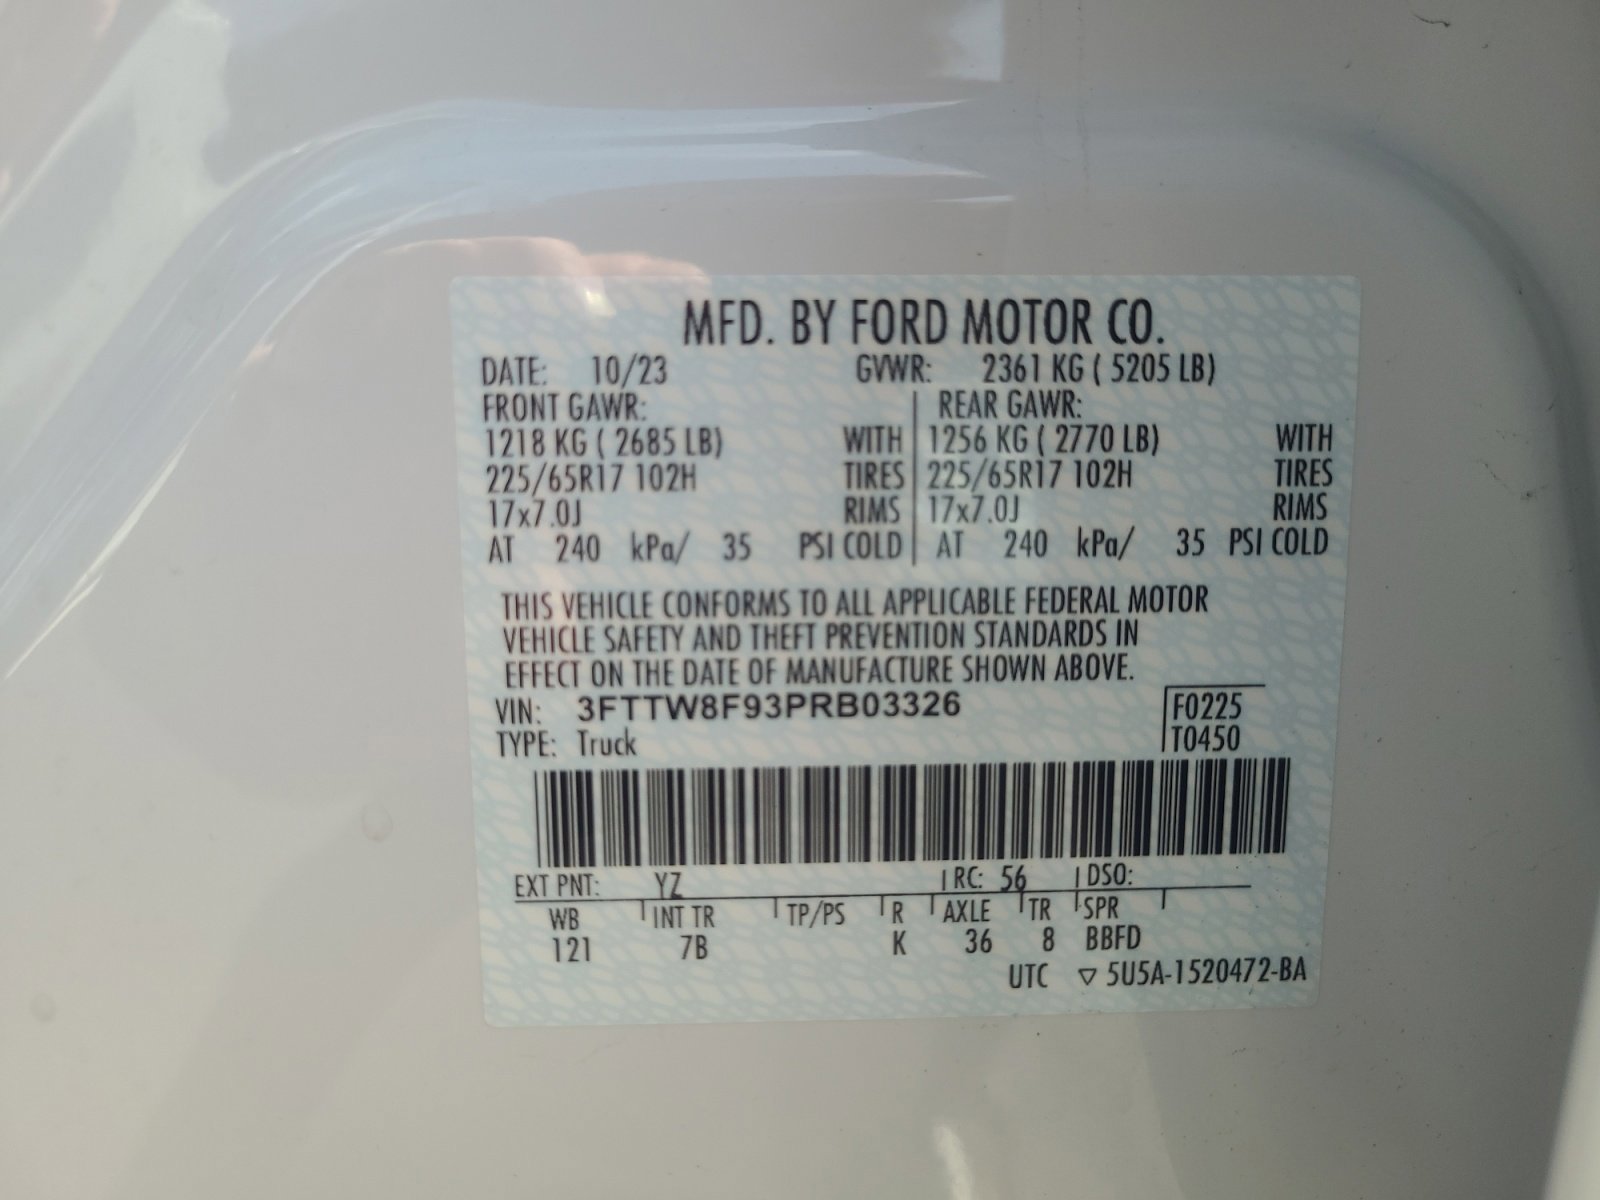 MFD. BY FORD MOTOR CO.
DATE: 10/23 GVWR: 2361 KG ( 5205 LB)
FRONT GAWR: REAR GAWR:
1218 KG ( 2685 LB) WITH 1256 KG ( 2770 LB) WITH
225/65R17 102H TIRES 225/65R17 102H TIRES
17x7.0J RIMS 17x7.0J RIMS
AT 240 kPa/ 35 PSI COLD AT 240 kPa/ 35 PSI COLD
THIS VEHICLE CONFORMS TO ALL APPLICABLE FEDERAL MOTOR
VEHICLE SAFETY AND THEFT PREVENTION STANDARDS IN
EFFECT ON THE DATE OF MANUFACTURE SHOWN ABOVE.
VIN: 3FTTW8F93PRB03326 F0225
TYPE: Truck T0450
EXT PNT: YZ RC: 56 DSO:
WB INT TR TP/PS R AXLE TR SPR
121 7B K 36 8 BBFD
UTC ▽ 5U5A-1520472-BA